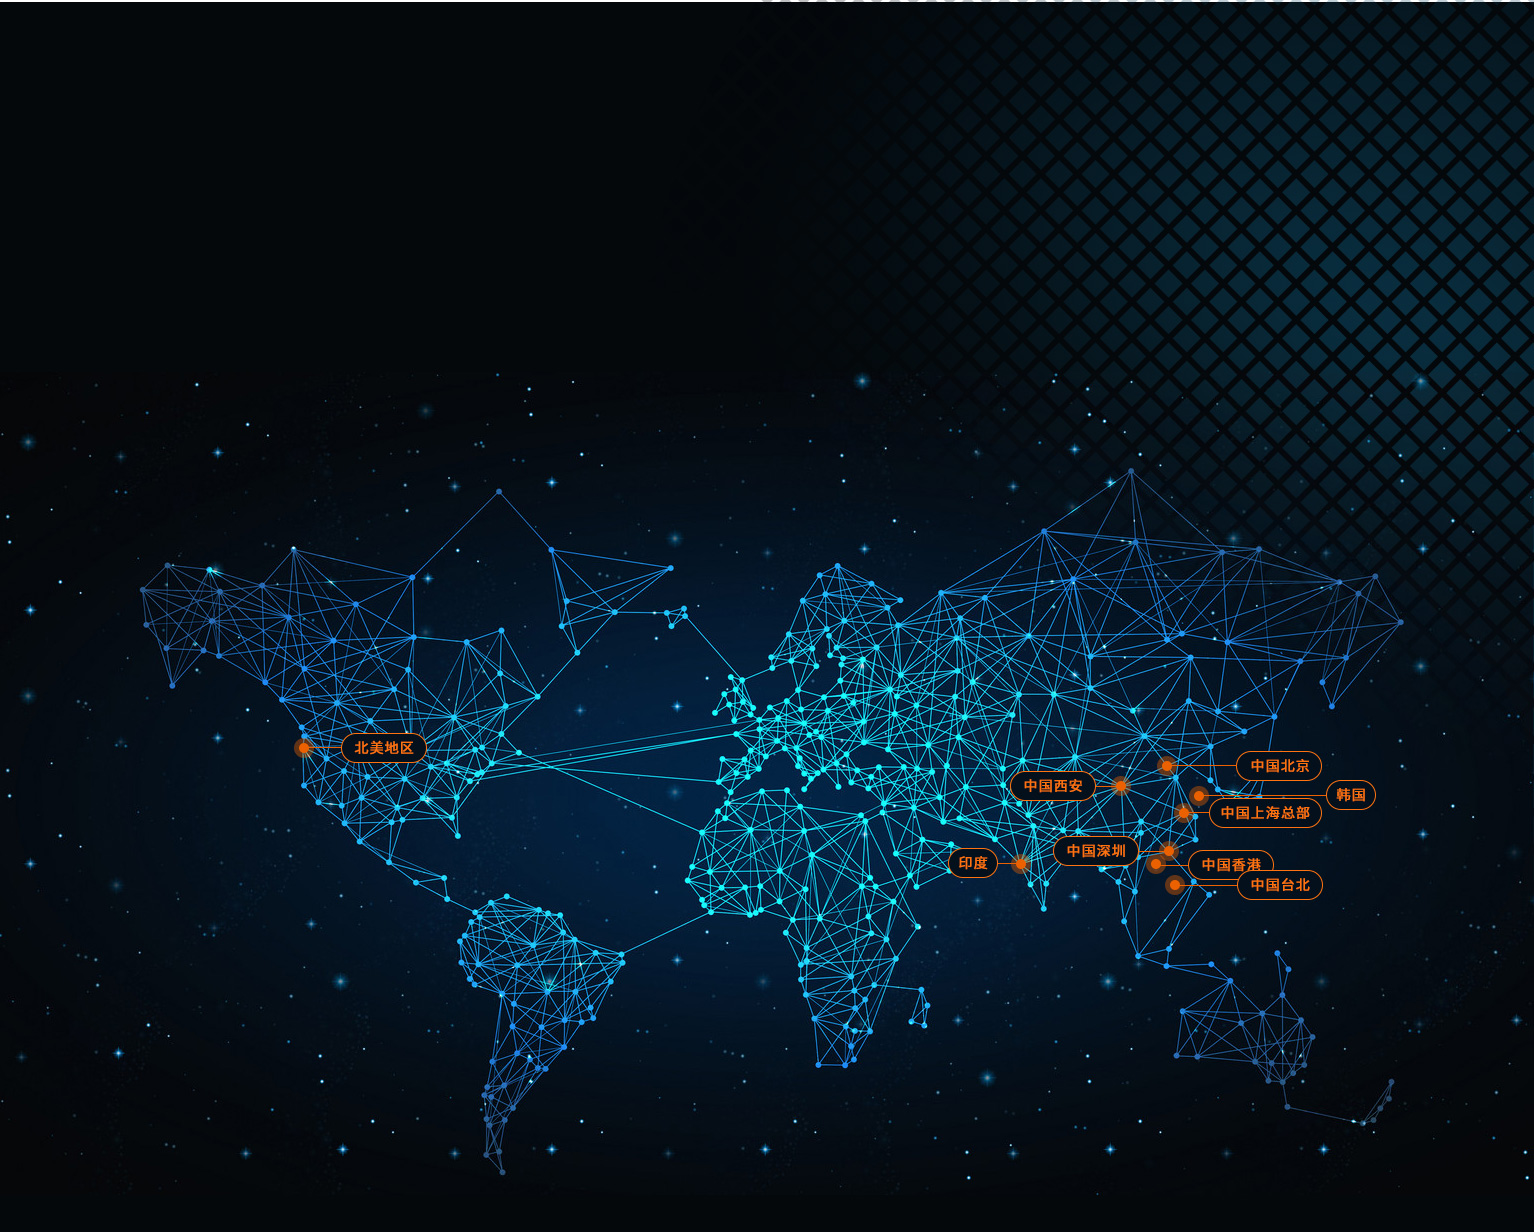 北美地区
中国北京
中国西安
韩国
中国上海总部
中国深圳
印度
中国香港
中国台北